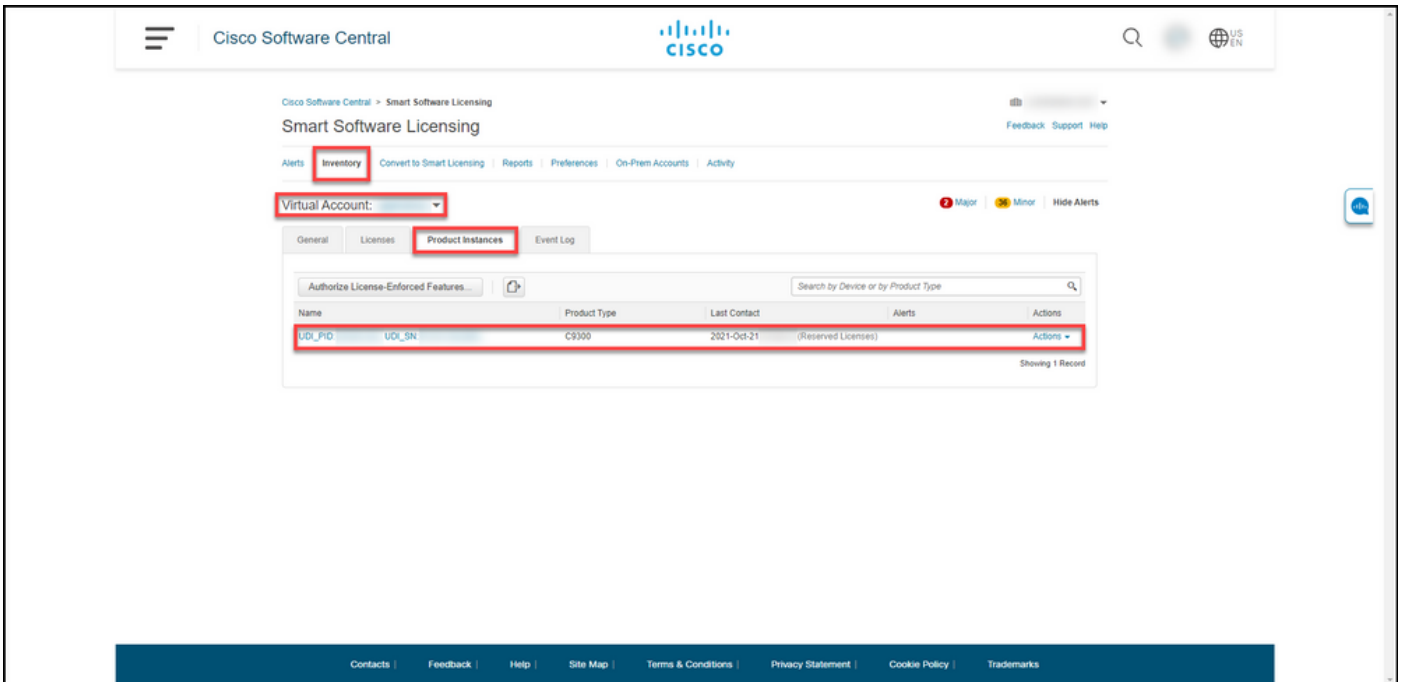 Cisco Software Central
CISCO
US
EN
Cisco Software Central > Smart Software Licensing
Smart Software Licensing
Feedback Support Help
Alerts Inventory Convert to Smart Licensing Reports Preferences On-Prem Accounts Activity
Virtual Account:
2 Major 36 Minor Hide Alerts
General Licenses Product Instances Event Log
Authorize License-Enforced Features... Search by Device or by Product Type
Name Product Type Last Contact Alerts Actions
UDI_PID: UDI_SN: C9300 2021-Oct-21 (Reserved Licenses) Actions
Showing 1 Record
Contacts | Feedback | Help | Site Map | Terms & Conditions | Privacy Statement | Cookie Policy | Trademarks